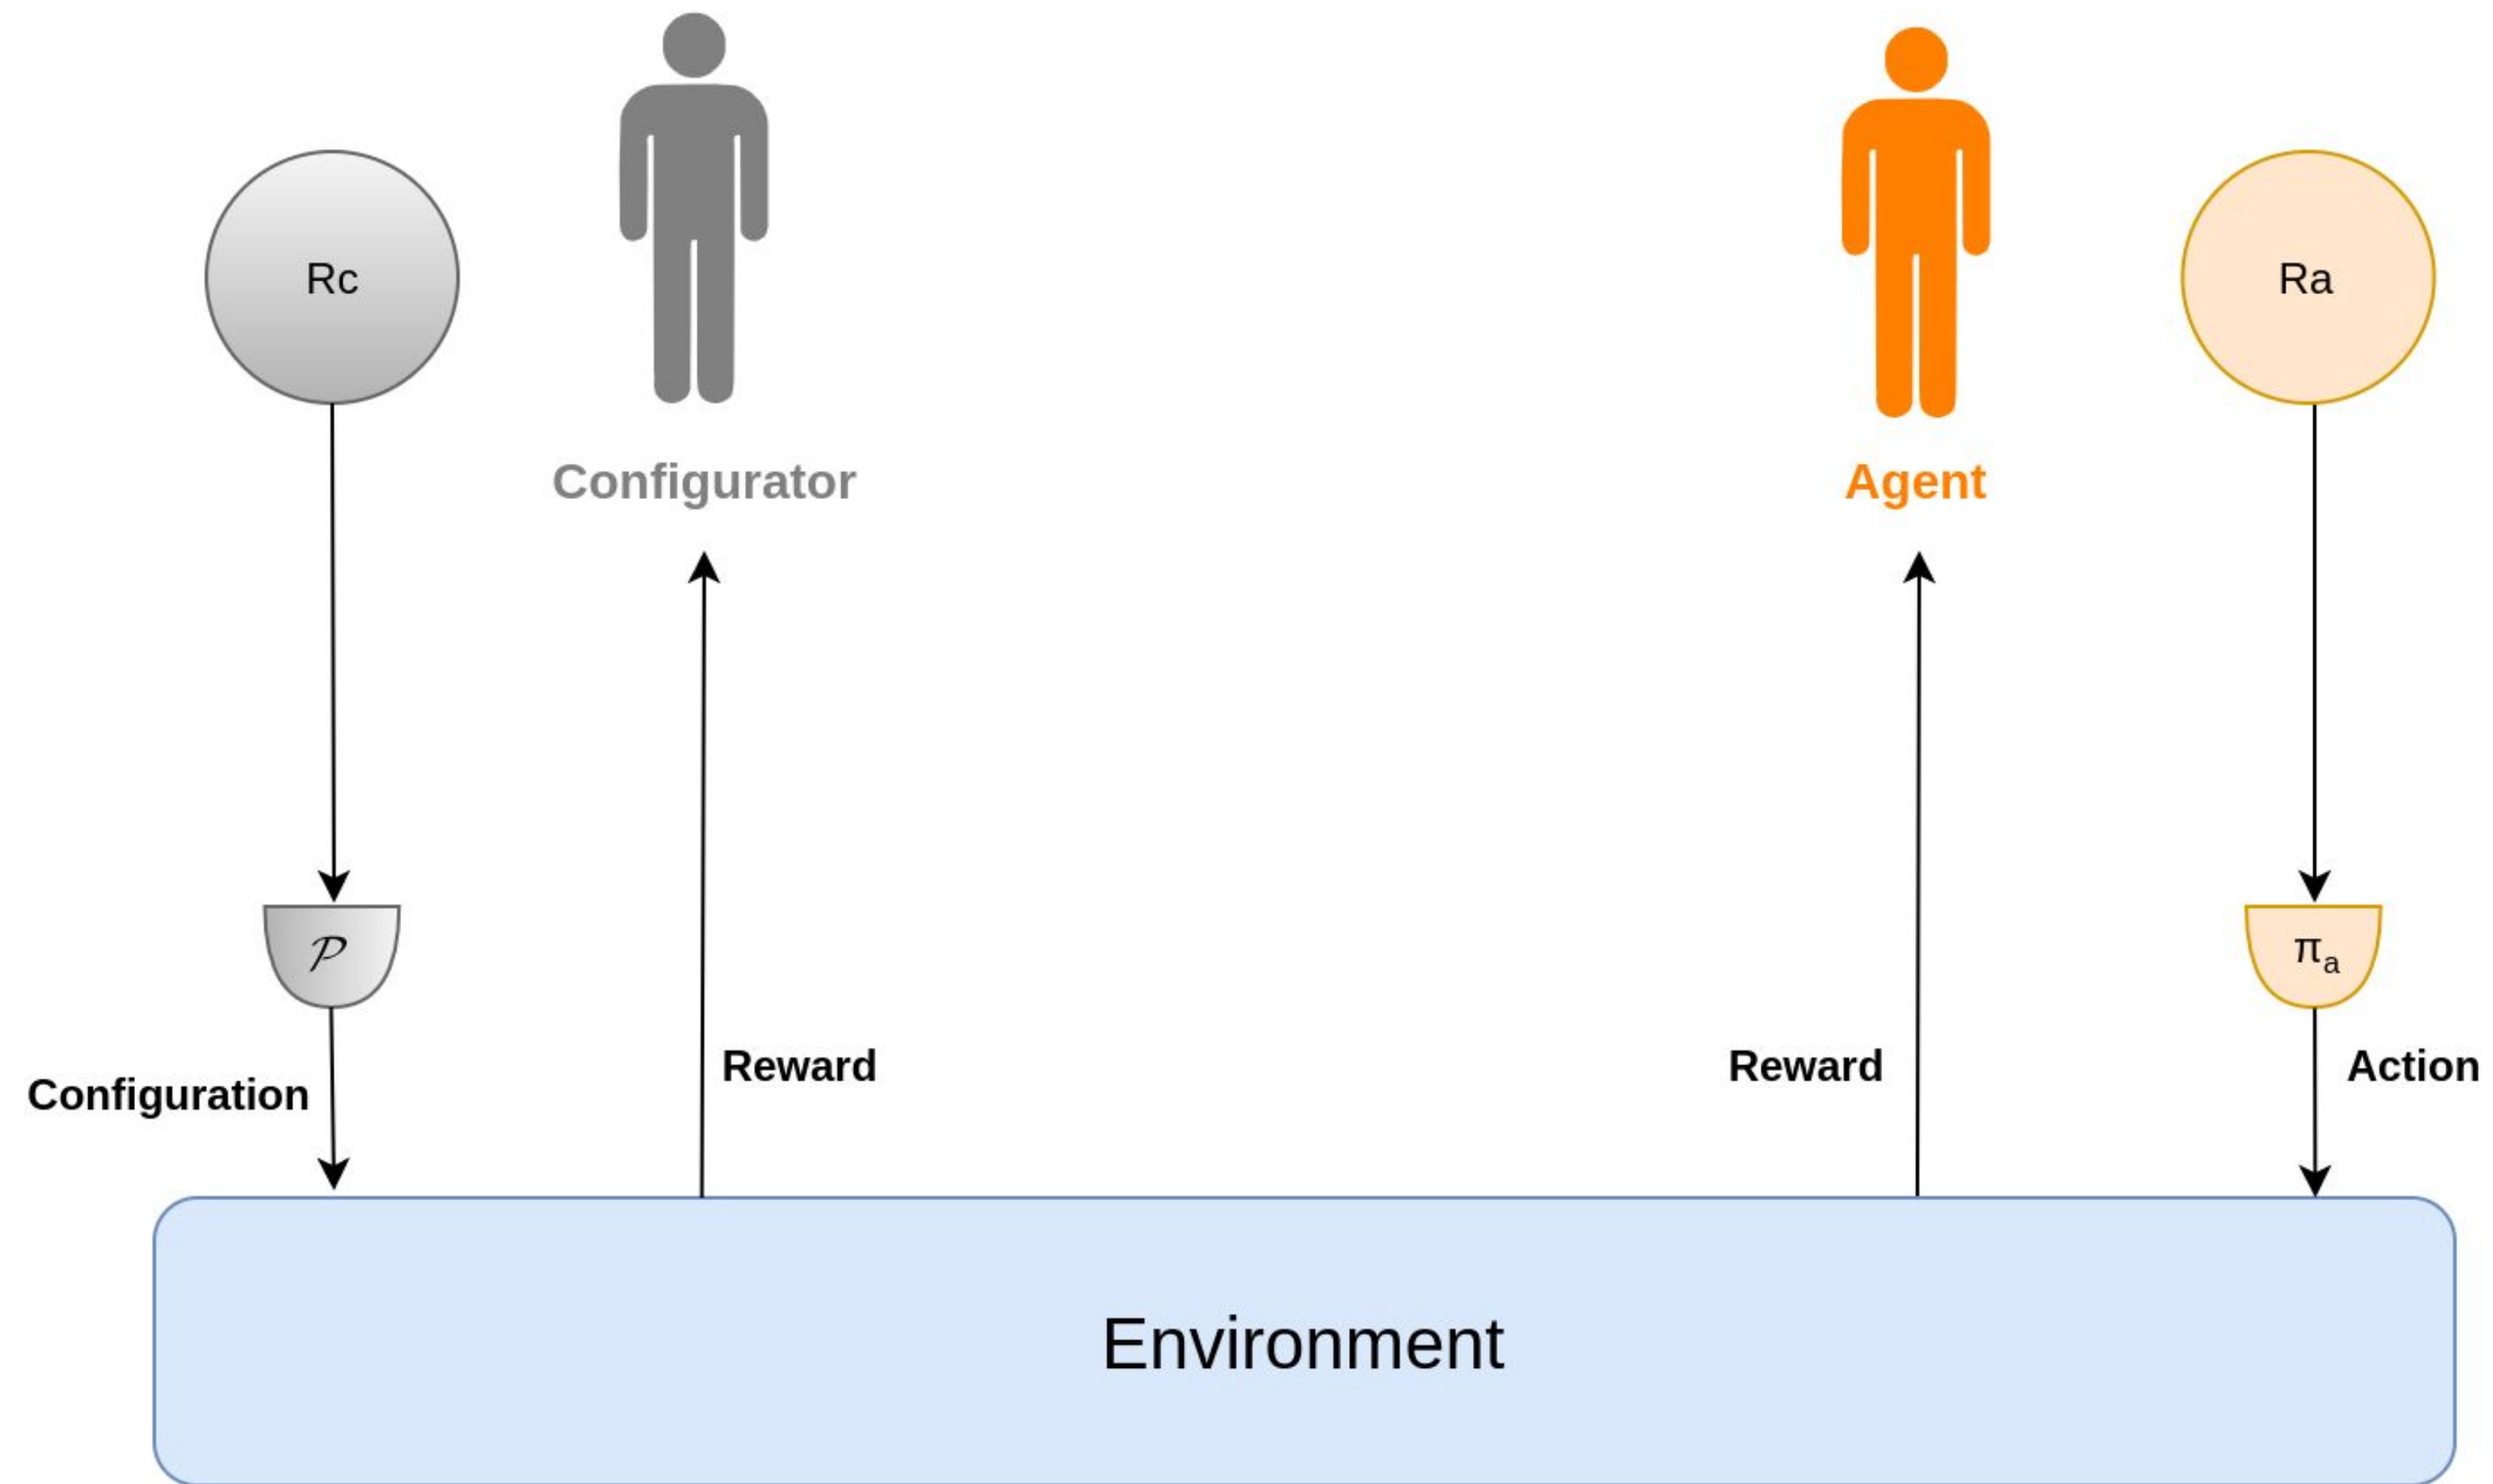 Rc
Ra
Configurator
Agent
𝒫
πa
Configuration
Reward
Reward
Action
Environment